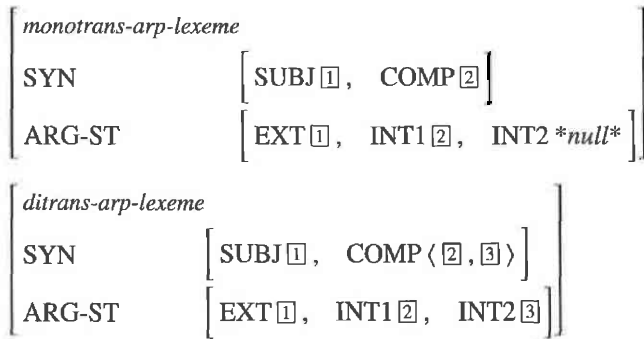 monotrans-arp-lexeme
SYN [SUBJ 1, COMP 2]
ARG-ST [EXT 1, INT1 2, INT2 *null*]
ditrans-arp-lexeme
SYN [SUBJ 1, COMP ⟨2, 3⟩]
ARG-ST [EXT 1, INT1 2, INT2 3]